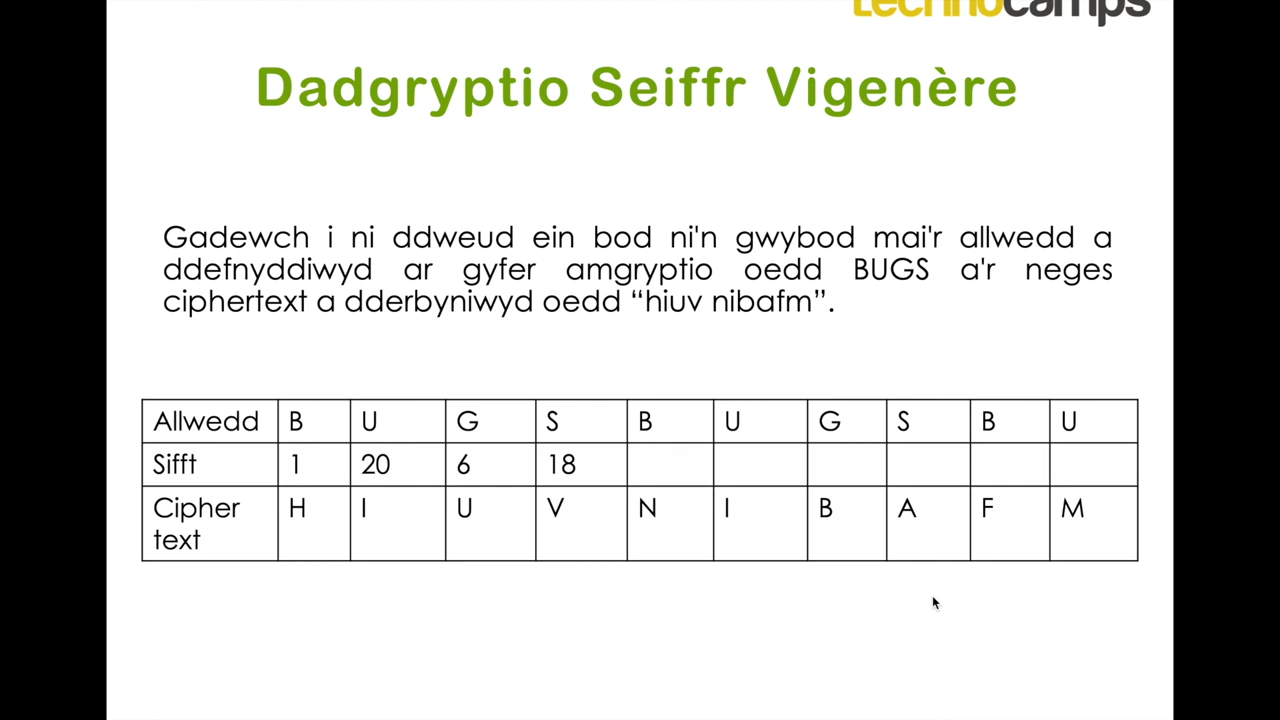 technocamps
Dadgryptio Seiffr Vigenère
Gadewch i ni ddweud ein bod ni'n gwybod mai'r allwedd a
ddefnyddiwyd ar gyfer amgryptio oedd BUGS a'r neges
ciphertext a dderbyniwyd oedd “hiuv nibafm”.
Allwedd B U G S B U G S B U
Sifft 1 20 6 18
Cipher H I U V N I B A F M
text